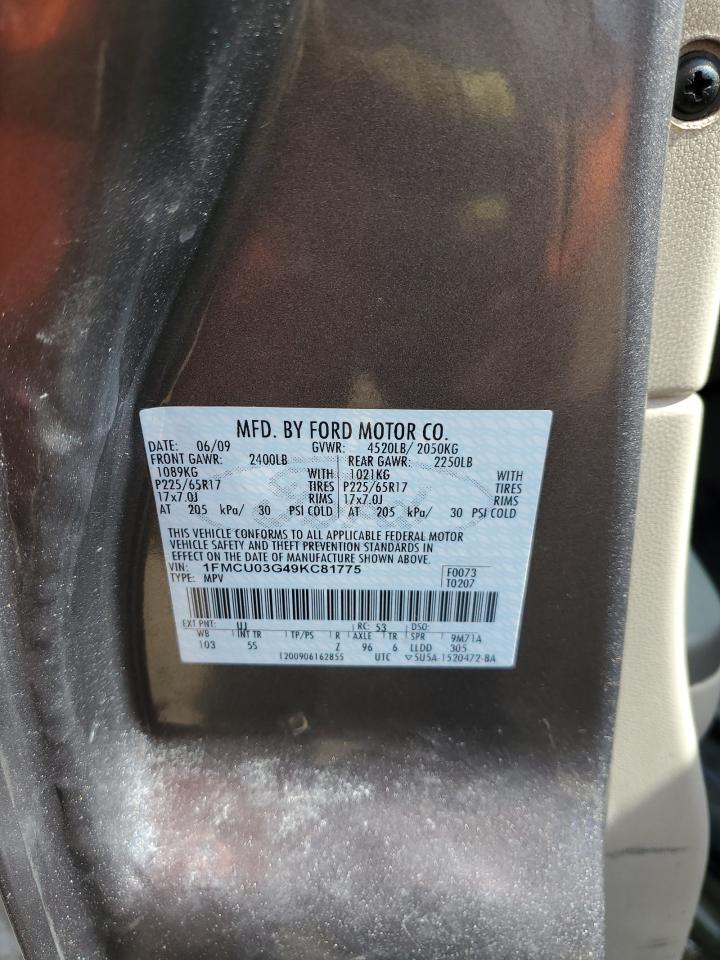 MFD. BY FORD MOTOR CO.
DATE: 06/09 GVWR: 4520LB/ 2050KG
FRONT GAWR: 2400LB REAR GAWR: 2250LB
1089KG WITH 1021KG WITH
P225/65R17 TIRES P225/65R17 TIRES
17x7.0J RIMS 17x7.0J RIMS
AT 205 kPa/ 30 PSI COLD AT 205 kPa/ 30 PSI COLD
THIS VEHICLE CONFORMS TO ALL APPLICABLE FEDERAL MOTOR
VEHICLE SAFETY AND THEFT PREVENTION STANDARDS IN
EFFECT ON THE DATE OF MANUFACTURE SHOWN ABOVE.
VIN: 1FMCU03G49KC81775 F0073
TYPE: MPV T0207
EXT PNT: UJ RC: 53 DSO:
WB INT TR TP/PS R AXLE TR SPR 9M71A
103 5S Z 96 6 LLDD 305
1200906162855 UTC ▽5U5A-1520472-BA